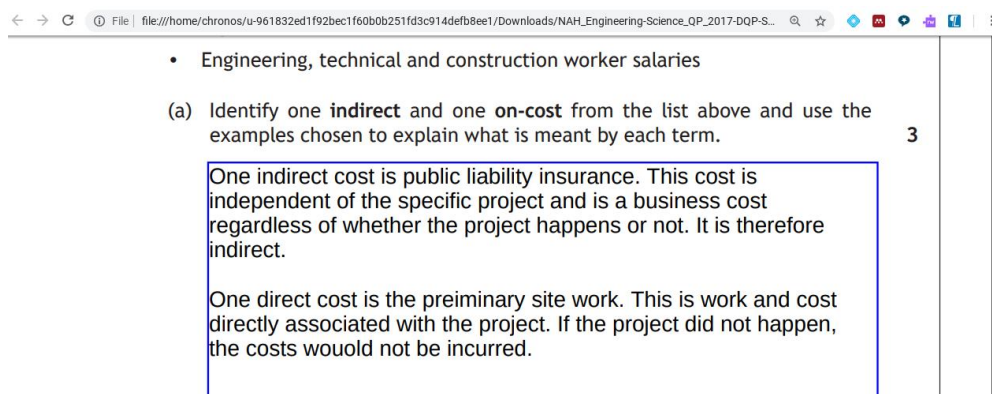 File file:///home/chronos/u-961832ed1f92bec1f60b0b251fd3c914defb8ee1/Downloads/NAH_Engineering-Science_QP_2017-DQP-S...
• Engineering, technical and construction worker salaries
(a) Identify one indirect and one on-cost from the list above and use the
examples chosen to explain what is meant by each term. 3
One indirect cost is public liability insurance. This cost is
independent of the specific project and is a business cost
regardless of whether the project happens or not. It is therefore
indirect.
One direct cost is the preiminary site work. This is work and cost
directly associated with the project. If the project did not happen,
the costs wouold not be incurred.